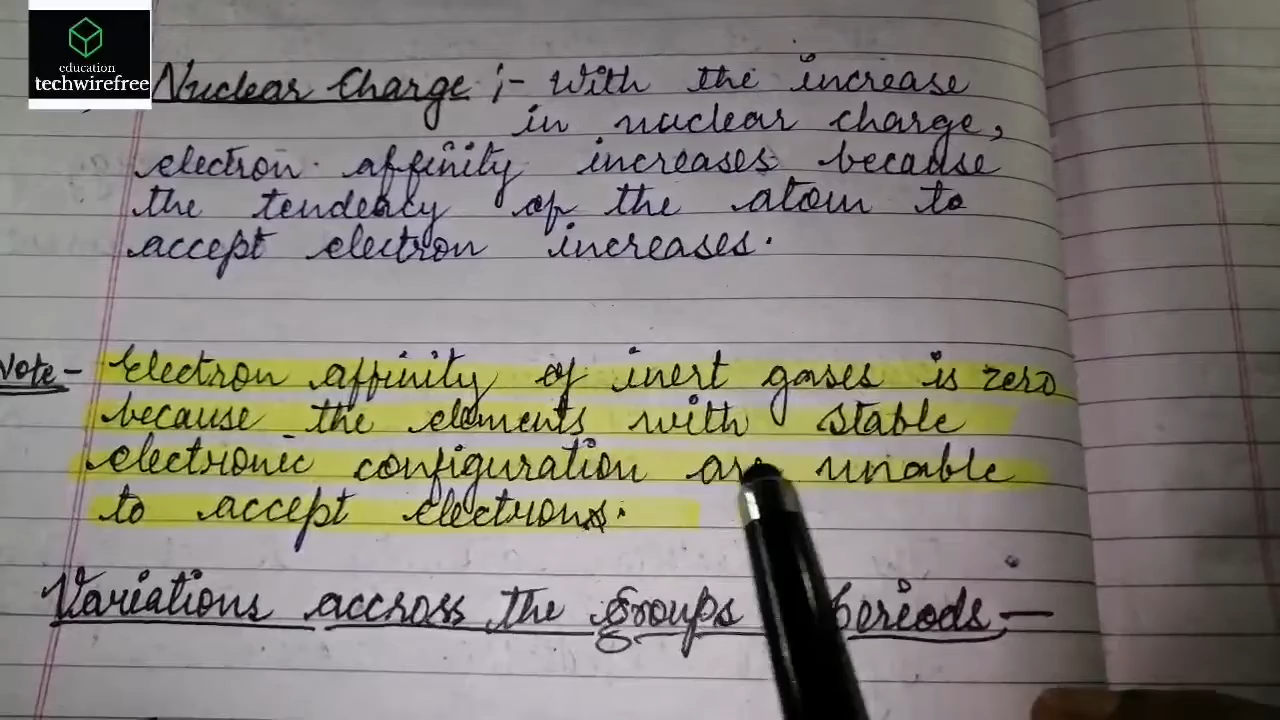 education
techwirefree
Nuclear Charge :- With the increase
in nuclear charge,
electron affinity increases because
the tendency of the atom to
accept electron increases.
Note - Electron affinity of inert gases is zero
because the elements with stable
electronic configuration are unable
to accept electrons.
Variations accross the groups periods -